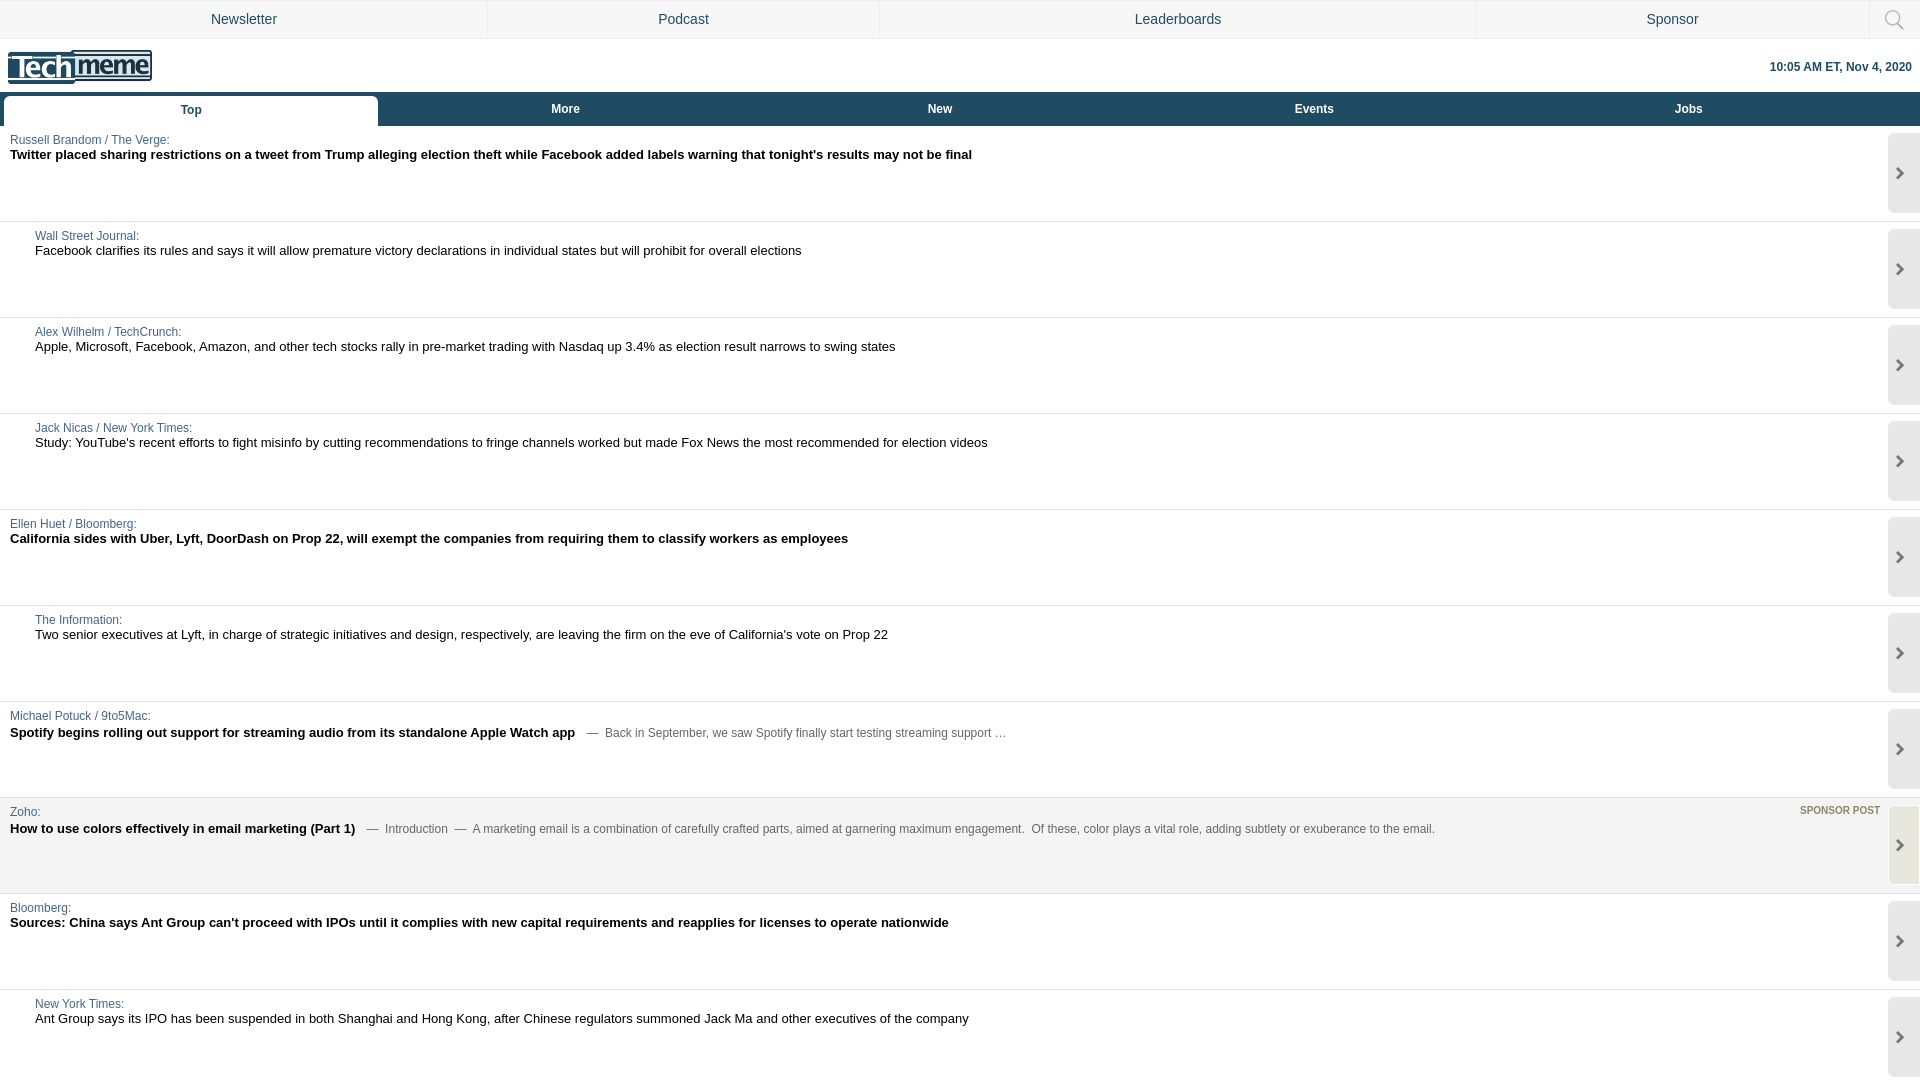 Newsletter
Podcast
Leaderboards
Sponsor
Techmeme
10:05 AM ET, Nov 4, 2020
Top
More
New
Events
Jobs
Russell Brandom / The Verge:
Twitter placed sharing restrictions on a tweet from Trump alleging election theft while Facebook added labels warning that tonight's results may not be final
Wall Street Journal:
Facebook clarifies its rules and says it will allow premature victory declarations in individual states but will prohibit for overall elections
Alex Wilhelm / TechCrunch:
Apple, Microsoft, Facebook, Amazon, and other tech stocks rally in pre-market trading with Nasdaq up 3.4% as election result narrows to swing states
Jack Nicas / New York Times:
Study: YouTube's recent efforts to fight misinfo by cutting recommendations to fringe channels worked but made Fox News the most recommended for election videos
Ellen Huet / Bloomberg:
California sides with Uber, Lyft, DoorDash on Prop 22, will exempt the companies from requiring them to classify workers as employees
The Information:
Two senior executives at Lyft, in charge of strategic initiatives and design, respectively, are leaving the firm on the eve of California's vote on Prop 22
Michael Potuck / 9to5Mac:
Spotify begins rolling out support for streaming audio from its standalone Apple Watch app — Back in September, we saw Spotify finally start testing streaming support …
Zoho:
SPONSOR POST
How to use colors effectively in email marketing (Part 1) — Introduction — A marketing email is a combination of carefully crafted parts, aimed at garnering maximum engagement. Of these, color plays a vital role, adding subtlety or exuberance to the email.
Bloomberg:
Sources: China says Ant Group can't proceed with IPOs until it complies with new capital requirements and reapplies for licenses to operate nationwide
New York Times:
Ant Group says its IPO has been suspended in both Shanghai and Hong Kong, after Chinese regulators summoned Jack Ma and other executives of the company